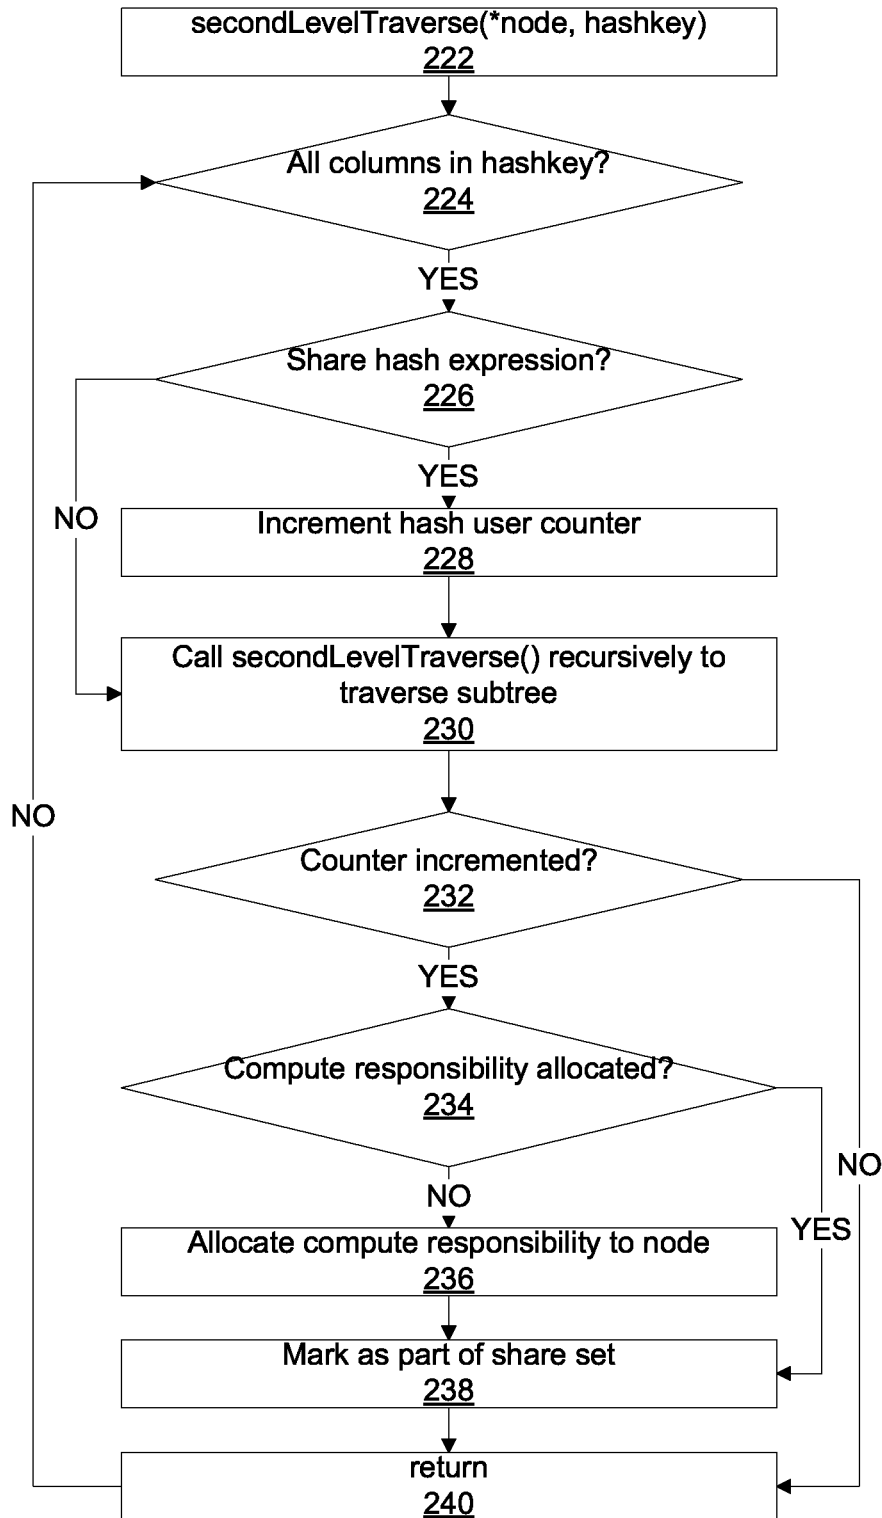 secondLevelTraverse(*node, hashkey)
222
All columns in hashkey?
224
YES
Share hash expression?
226
YES
NO
Increment hash user counter
228
Call secondLevelTraverse() recursively to
traverse subtree
230
NO
Counter incremented?
232
YES
Compute responsibility allocated?
234
NO
NO
YES
Allocate compute responsibility to node
236
Mark as part of share set
238
return
240